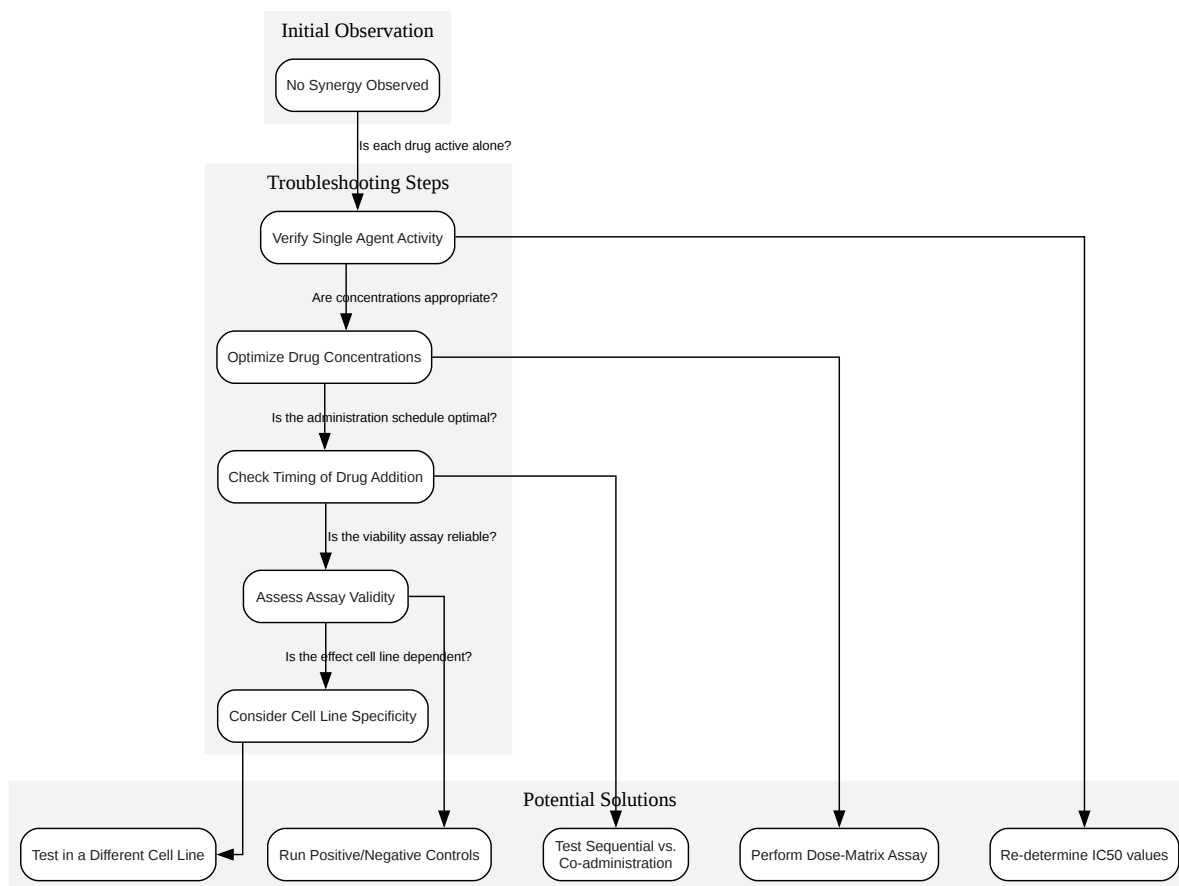 Initial Observation
No Synergy Observed
Is each drug active alone?
Troubleshooting Steps
Verify Single Agent Activity
Are concentrations appropriate?
Optimize Drug Concentrations
Is the administration schedule optimal?
Check Timing of Drug Addition
Is the viability assay reliable?
Assess Assay Validity
Is the effect cell line dependent?
Consider Cell Line Specificity
Potential Solutions
Test in a Different Cell Line
Run Positive/Negative Controls
Test Sequential vs.
Co-administration
Perform Dose-Matrix Assay
Re-determine IC50 values